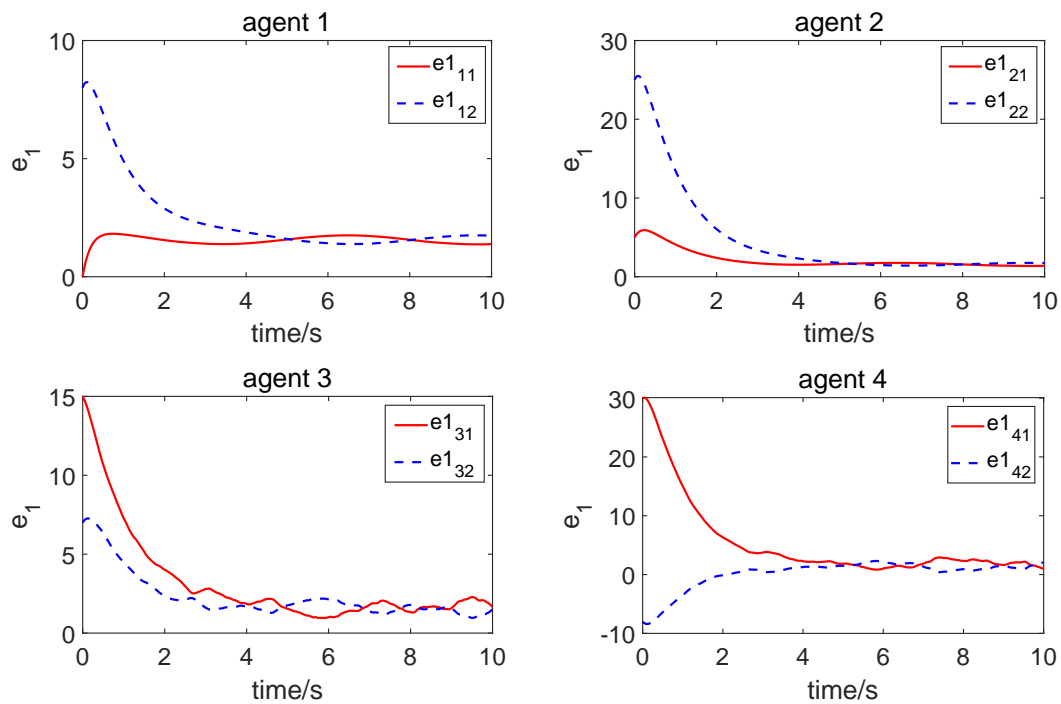 agent 1
10
5
0
e₁
e1₁₁
e1₁₂
0 2 4 6 8 10
time/s
agent 2
30
20
10
0
e₁
e1₂₁
e1₂₂
0 2 4 6 8 10
time/s
agent 3
15
10
5
0
e₁
e1₃₁
e1₃₂
0 2 4 6 8 10
time/s
agent 4
30
20
10
0
-10
e₁
e1₄₁
e1₄₂
0 2 4 6 8 10
time/s